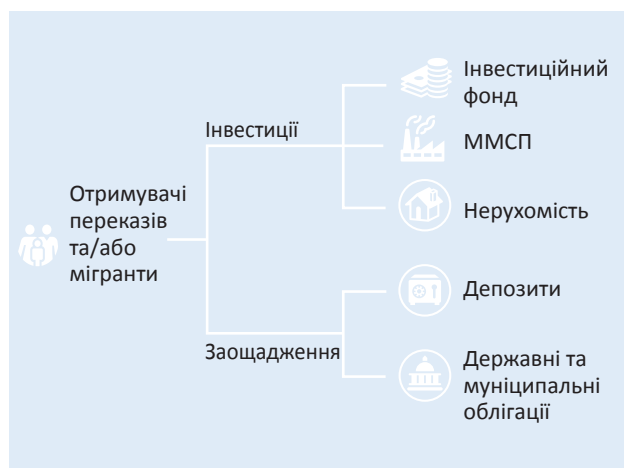 Отримувачі
переказів
та/або
мігранти
Інвестиції
Інвестиційний
фонд
ММСП
Нерухомість
Заощадження
Депозити
Державні та
муніципальні
облігації